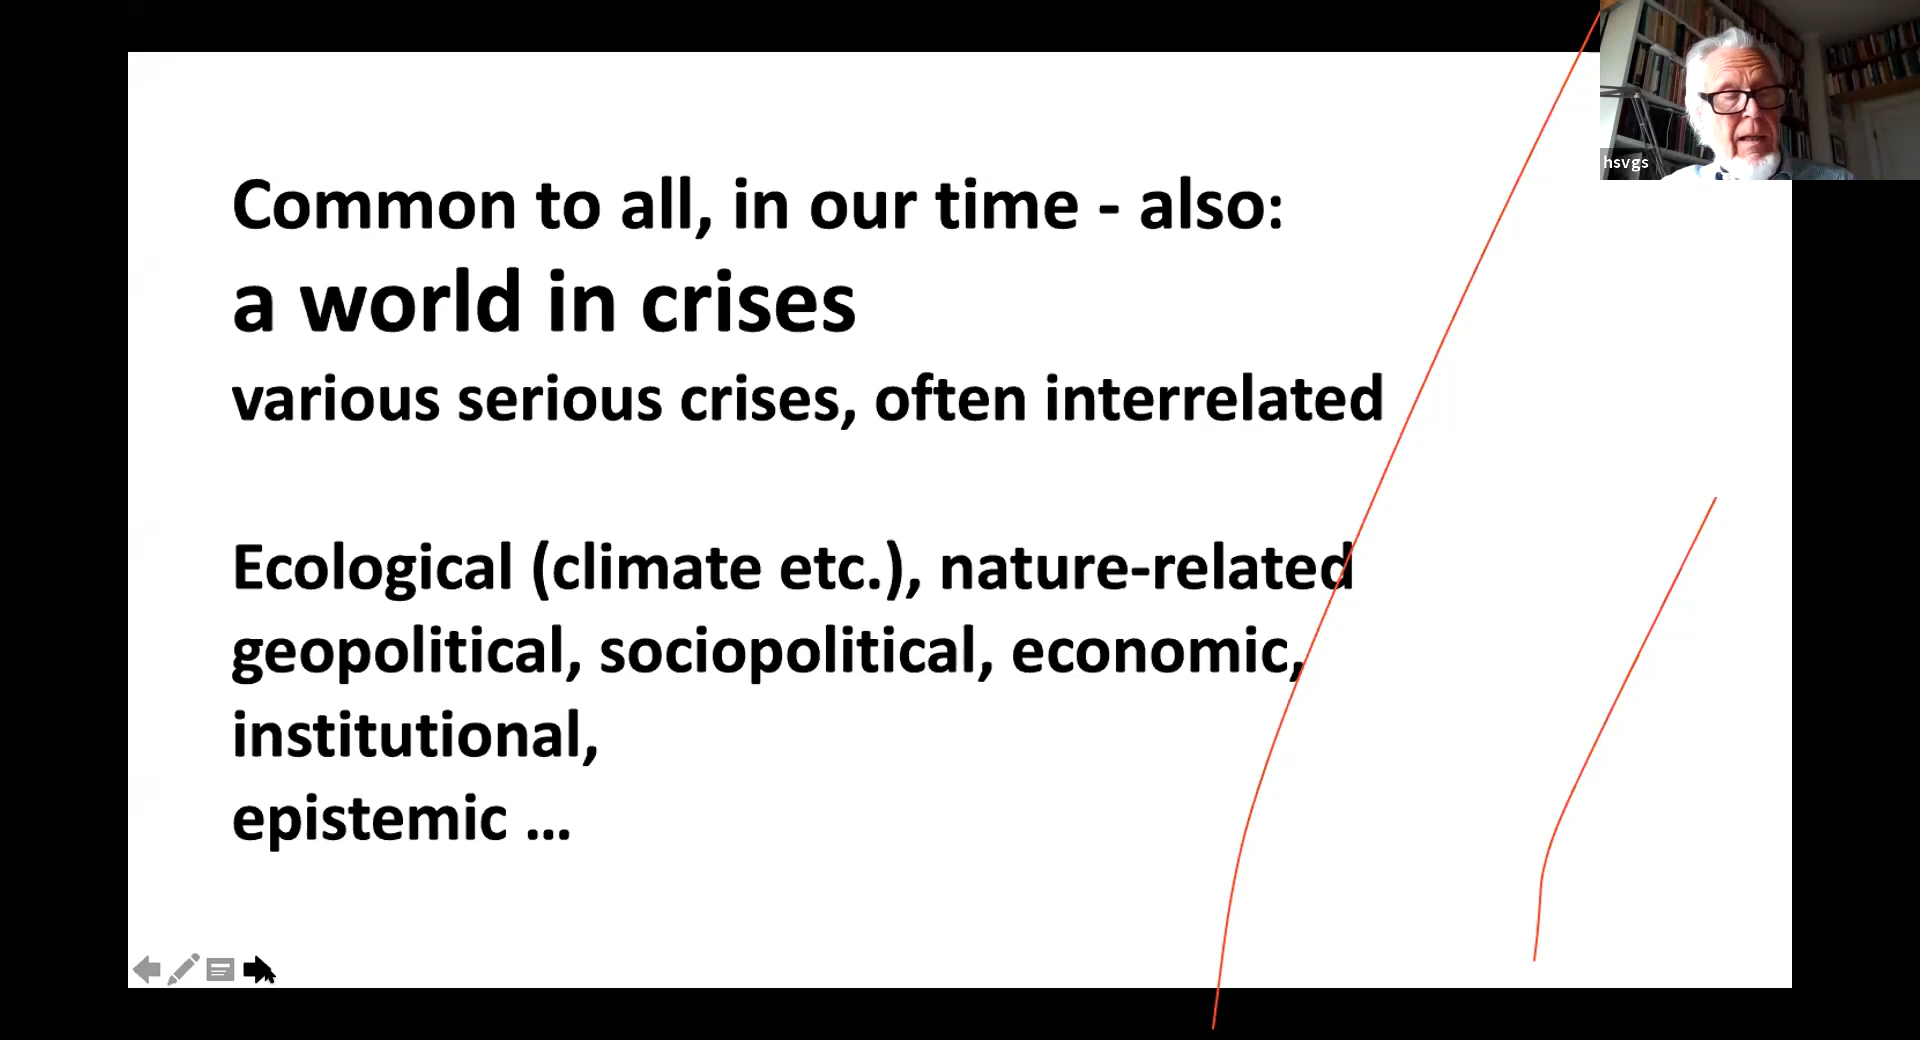 Common to all, in our time - also:
a world in crises
various serious crises, often interrelated
Ecological (climate etc.), nature-related
geopolitical, sociopolitical, economic,
institutional,
epistemic ...
hsvgs